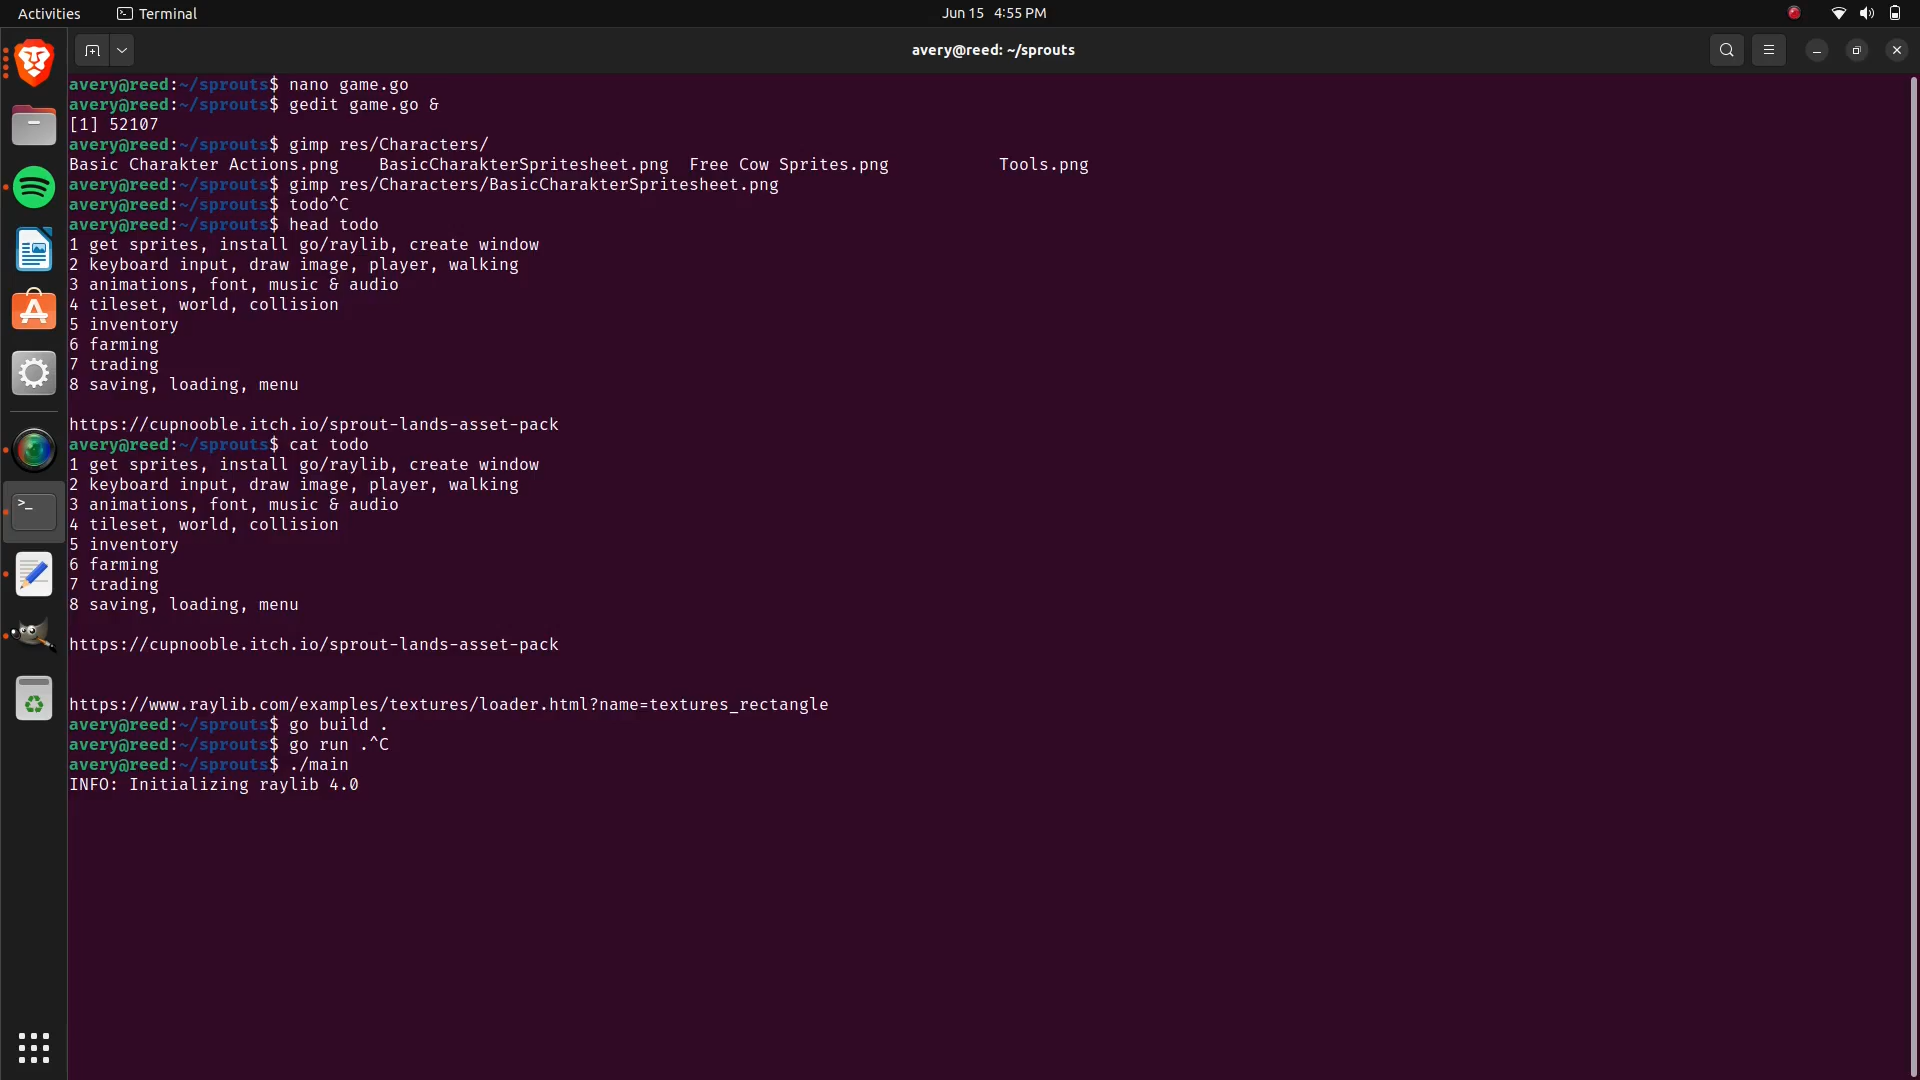 Activities
Terminal
Jun 15 4:55 PM
avery@reed: ~/sprouts
avery@reed:~/sprouts$ nano game.go
avery@reed:~/sprouts$ gedit game.go &
[1] 52107
avery@reed:~/sprouts$ gimp res/Characters/
Basic Charakter Actions.png    BasicCharakterSpritesheet.png  Free Cow Sprites.png           Tools.png
avery@reed:~/sprouts$ gimp res/Characters/BasicCharakterSpritesheet.png
avery@reed:~/sprouts$ todo^C
avery@reed:~/sprouts$ head todo
1 get sprites, install go/raylib, create window
2 keyboard input, draw image, player, walking
3 animations, font, music & audio
4 tileset, world, collision
5 inventory
6 farming
7 trading
8 saving, loading, menu
https://cupnooble.itch.io/sprout-lands-asset-pack
avery@reed:~/sprouts$ cat todo
1 get sprites, install go/raylib, create window
2 keyboard input, draw image, player, walking
3 animations, font, music & audio
4 tileset, world, collision
5 inventory
6 farming
7 trading
8 saving, loading, menu
https://cupnooble.itch.io/sprout-lands-asset-pack
https://www.raylib.com/examples/textures/loader.html?name=textures_rectangle
avery@reed:~/sprouts$ go build .
avery@reed:~/sprouts$ go run .^C
avery@reed:~/sprouts$ ./main
INFO: Initializing raylib 4.0